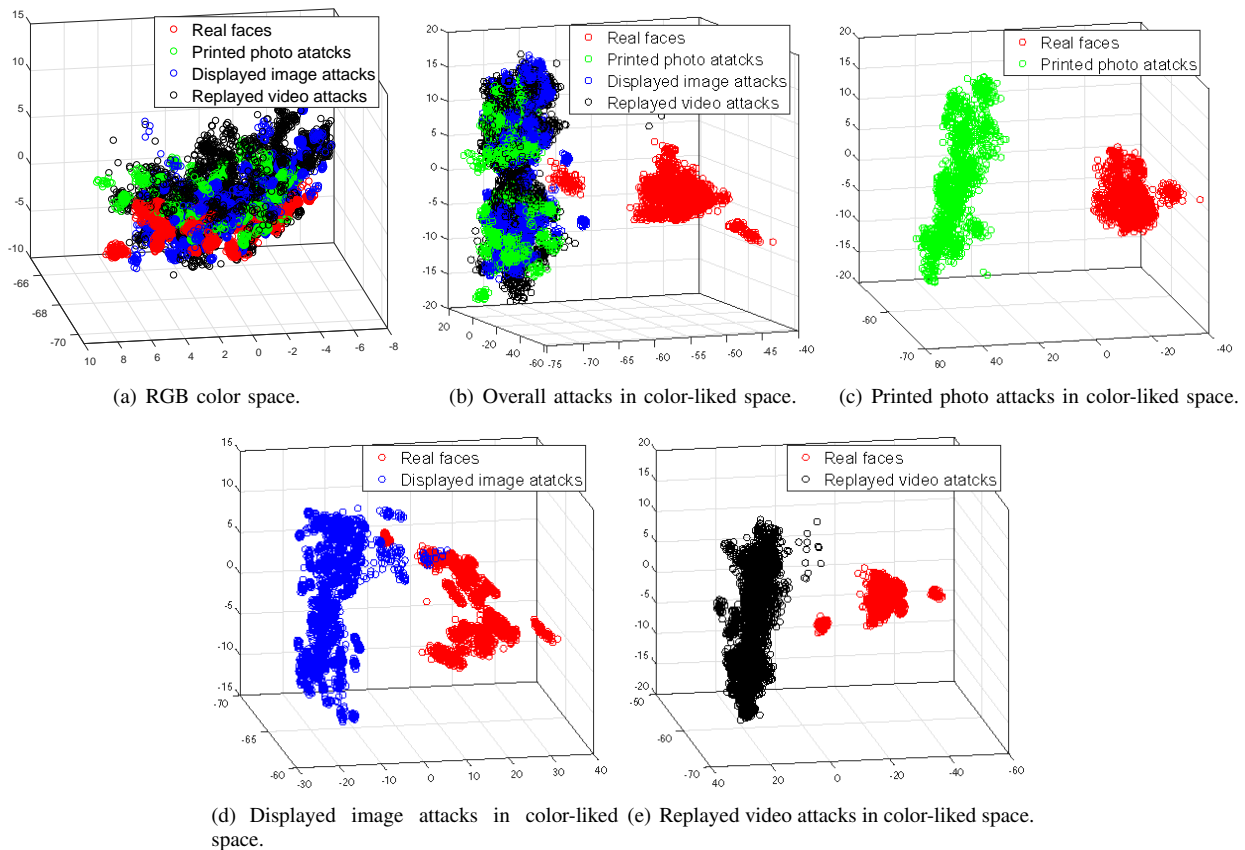 Real faces
Printed photo atatcks
Displayed image attacks
Replayed video attacks
15
10
5
0
-5
-10
-66
-68
-70
10 8 6 4 2 0 -2 -4 -6 -8
(a) RGB color space.
Real faces
Printed photo atatcks
Displayed image attacks
Replayed video attacks
20
15
10
5
0
-5
-10
-15
-20
20 0 -20 -40 -60
-75 -70 -65 -60 -55 -50 -45 -40
(b) Overall attacks in color-liked space.
Real faces
Printed photo atatcks
20
15
10
5
0
-5
-10
-15
-20
-60
-70
60 40 20 0 -20 -40
(c) Printed photo attacks in color-liked space.
Real faces
Displayed image atatcks
15
10
5
0
-5
-10
-15
-70
-65
-60
-30 -20 -10 0 10 20 30 40
(d) Displayed image attacks in color-liked
space.
Real faces
Replayed video atatcks
20
15
10
5
0
-5
-10
-15
-20
-50
-60
-70
40 20 0 -20 -40 -60
(e) Replayed video attacks in color-liked space.